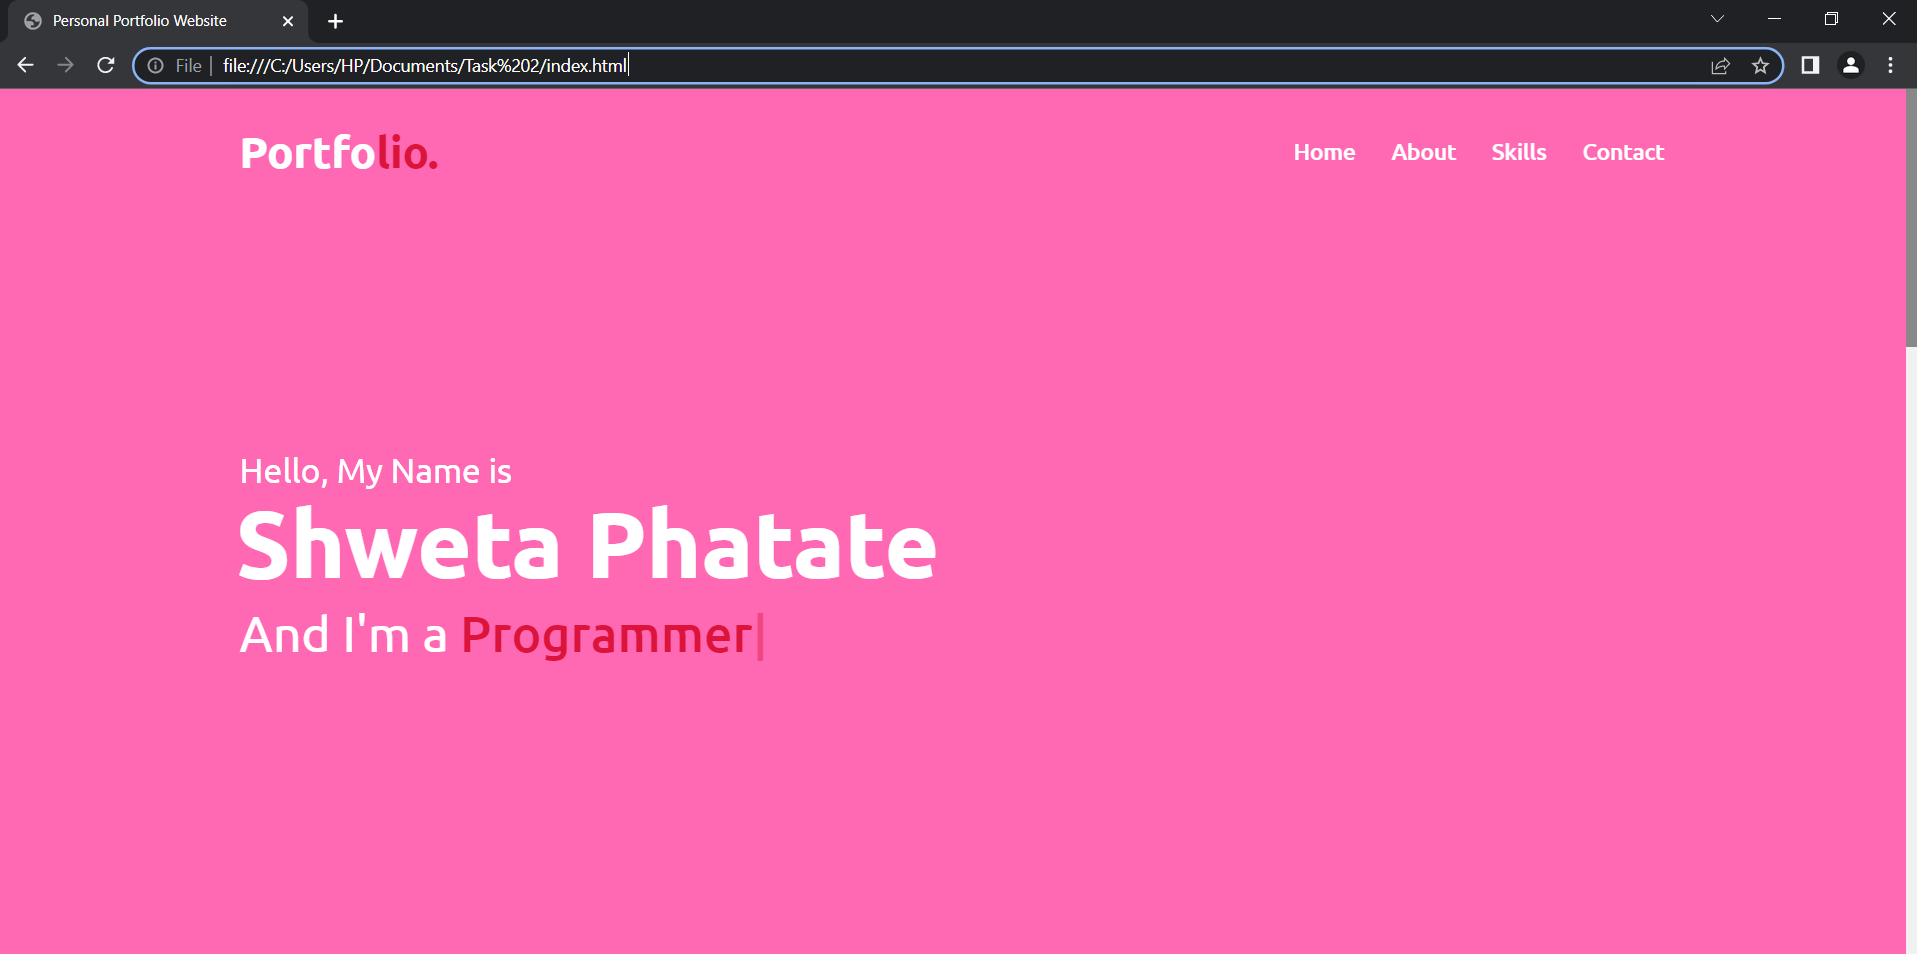 Personal Portfolio Website
File | file:///C:/Users/HP/Documents/Task%202/index.html
Portfolio.
Home About Skills Contact
Hello, My Name is
Shweta Phatate
And I'm a Programmer|